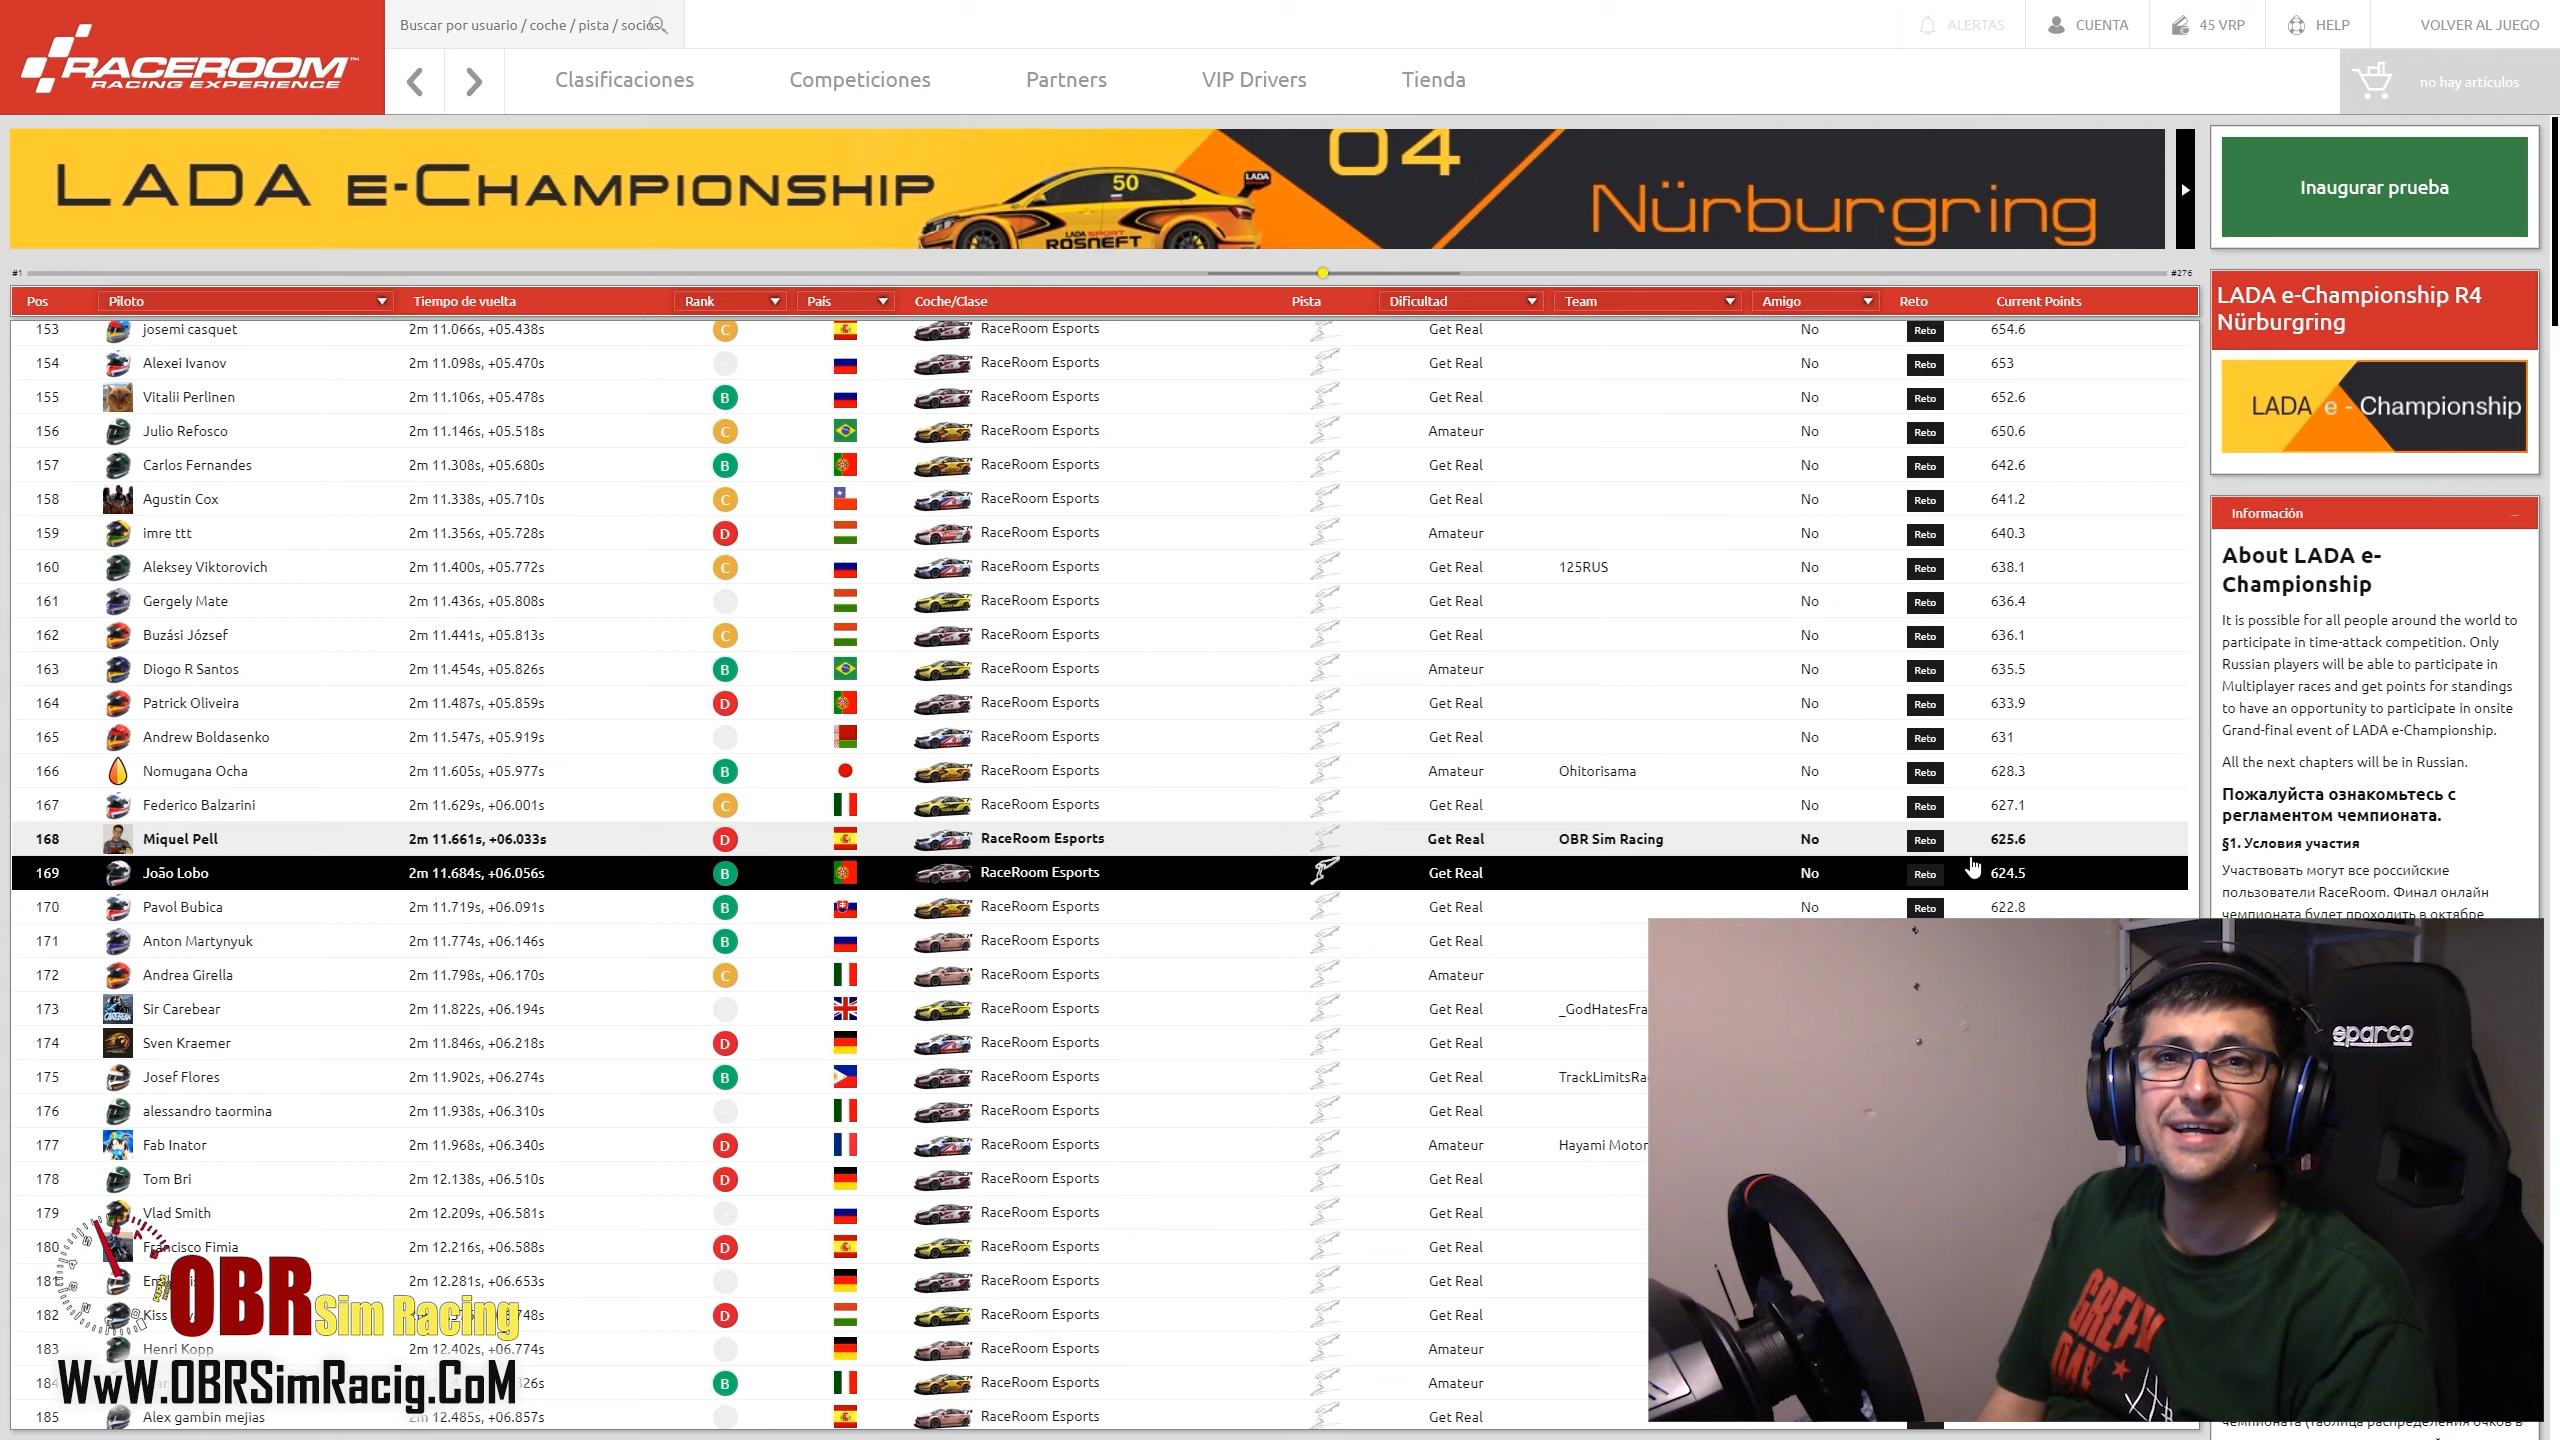 RACEROOM™
RACING EXPERIENCE
Buscar por usuario / coche / pista / socios
ALERTAS
CUENTA
45 VRP
HELP
VOLVER AL JUEGO
Clasificaciones
Competiciones
Partners
VIP Drivers
Tienda
no hay artículos
LADA e-Championship
50
LADA
LADA SPORT
ROSNEFT
04
Nürburgring
Inaugurar prueba
#1
#276
Pos Piloto Tiempo de vuelta Rank País Coche/Clase Pista Dificultad Team Amigo Reto Current Points
153 josemi casquet 2m 11.066s, +05.438s C RaceRoom Esports Get Real No Reto 654.6
154 Alexei Ivanov 2m 11.098s, +05.470s - RaceRoom Esports Get Real No Reto 653
155 Vitalii Perlinen 2m 11.106s, +05.478s B RaceRoom Esports Get Real No Reto 652.6
156 Julio Refosco 2m 11.146s, +05.518s C RaceRoom Esports Amateur No Reto 650.6
157 Carlos Fernandes 2m 11.308s, +05.680s B RaceRoom Esports Get Real No Reto 642.6
158 Agustin Cox 2m 11.338s, +05.710s C RaceRoom Esports Get Real No Reto 641.2
159 imre ttt 2m 11.356s, +05.728s D RaceRoom Esports Amateur No Reto 640.3
160 Aleksey Viktorovich 2m 11.400s, +05.772s C RaceRoom Esports Get Real 125RUS No Reto 638.1
161 Gergely Mate 2m 11.436s, +05.808s - RaceRoom Esports Get Real No Reto 636.4
162 Buzási József 2m 11.441s, +05.813s C RaceRoom Esports Get Real No Reto 636.1
163 Diogo R Santos 2m 11.454s, +05.826s B RaceRoom Esports Amateur No Reto 635.5
164 Patrick Oliveira 2m 11.487s, +05.859s D RaceRoom Esports Get Real No Reto 633.9
165 Andrew Boldasenko 2m 11.547s, +05.919s - RaceRoom Esports Get Real No Reto 631
166 Nomugana Ocha 2m 11.605s, +05.977s B RaceRoom Esports Amateur Ohitorisama No Reto 628.3
167 Federico Balzarini 2m 11.629s, +06.001s C RaceRoom Esports Get Real No Reto 627.1
168 Miquel Pell 2m 11.661s, +06.033s D RaceRoom Esports Get Real OBR Sim Racing No Reto 625.6
169 João Lobo 2m 11.684s, +06.056s B RaceRoom Esports Get Real No Reto 624.5
170 Pavol Bubica 2m 11.719s, +06.091s B RaceRoom Esports Get Real No Reto 622.8
171 Anton Martynyuk 2m 11.774s, +06.146s B RaceRoom Esports Get Real
172 Andrea Girella 2m 11.798s, +06.170s C RaceRoom Esports Amateur
173 Sir Carebear 2m 11.822s, +06.194s - RaceRoom Esports Get Real _GodHatesFra
174 Sven Kraemer 2m 11.846s, +06.218s D RaceRoom Esports Get Real
175 Josef Flores 2m 11.902s, +06.274s B RaceRoom Esports Get Real TrackLimitsRa
176 alessandro taormina 2m 11.938s, +06.310s - RaceRoom Esports Get Real
177 Fab Inator 2m 11.968s, +06.340s D RaceRoom Esports Amateur Hayami Motor
178 Tom Bri 2m 12.138s, +06.510s D RaceRoom Esports Get Real
179 Vlad Smith 2m 12.209s, +06.581s - RaceRoom Esports Get Real
180 Francisco Fimia 2m 12.216s, +06.588s D RaceRoom Esports Get Real
181 2m 12.281s, +06.653s - RaceRoom Esports Get Real
182 Kiss 748s D RaceRoom Esports Get Real
183 Henri Kopp 2m 12.402s, +06.774s - RaceRoom Esports Amateur
184 326s B RaceRoom Esports Amateur
185 Alex gambin mejias 2m 12.485s, +06.857s - RaceRoom Esports Get Real
LADA e-Championship R4
Nürburgring
LADA e - Championship
Información
About LADA e-
Championship
It is possible for all people around the world to
participate in time-attack competition. Only
Russian players will be able to participate in
Multiplayer races and get points for standings
to have an opportunity to participate in onsite
Grand-final event of LADA e-Championship.
All the next chapters will be in Russian.
Пожалуйста ознакомьтесь с
регламентом чемпионата.
§1. Условия участия
Участвовать могут все российские
пользователи RaceRoom. Финал онлайн
чемпионата будет проходить в октябре
sparco
GREEN
DAY
OBR Sim Racing
WwW.OBRSimRacig.CoM